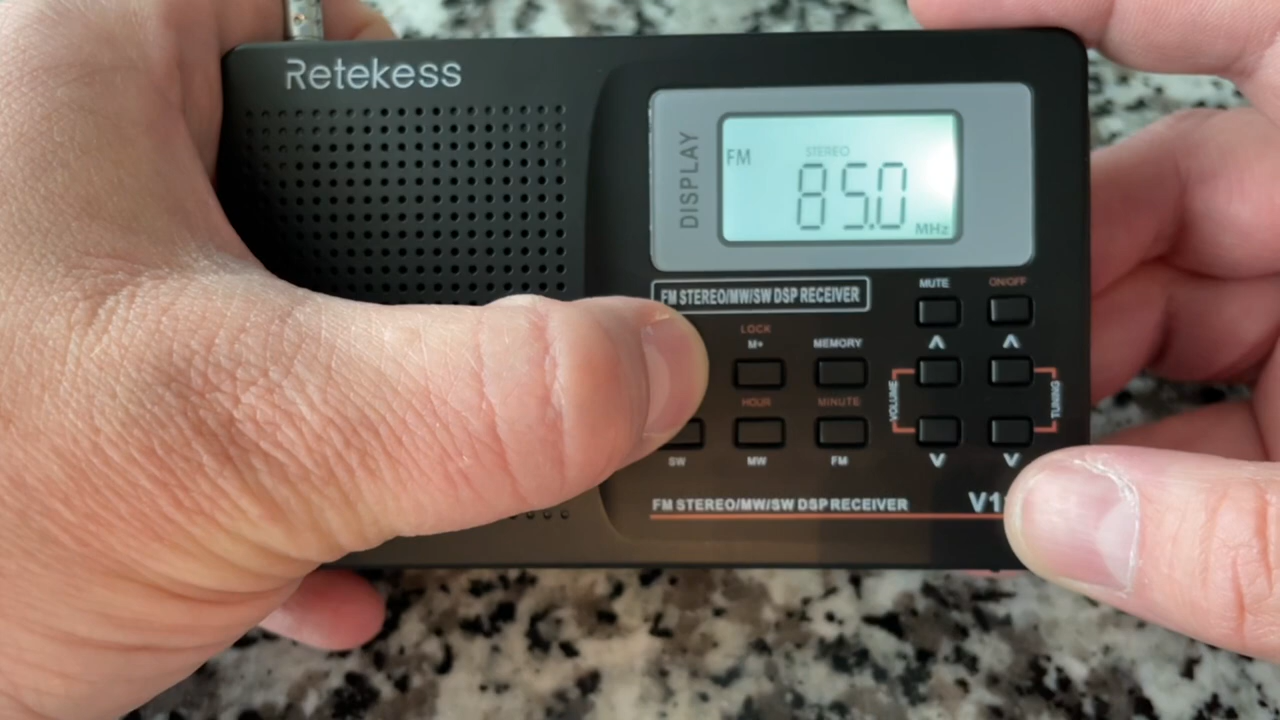 Retekess
DISPLAY
FM
STEREO
85.0
MHz
FM STEREO/MW/SW DSP RECEIVER
MUTE
ON/OFF
LOCK
M+
MEMORY
HOUR
MINUTE
VOLUME
TUNING
SW
MW
FM
FM STEREO/MW/SW DSP RECEIVER